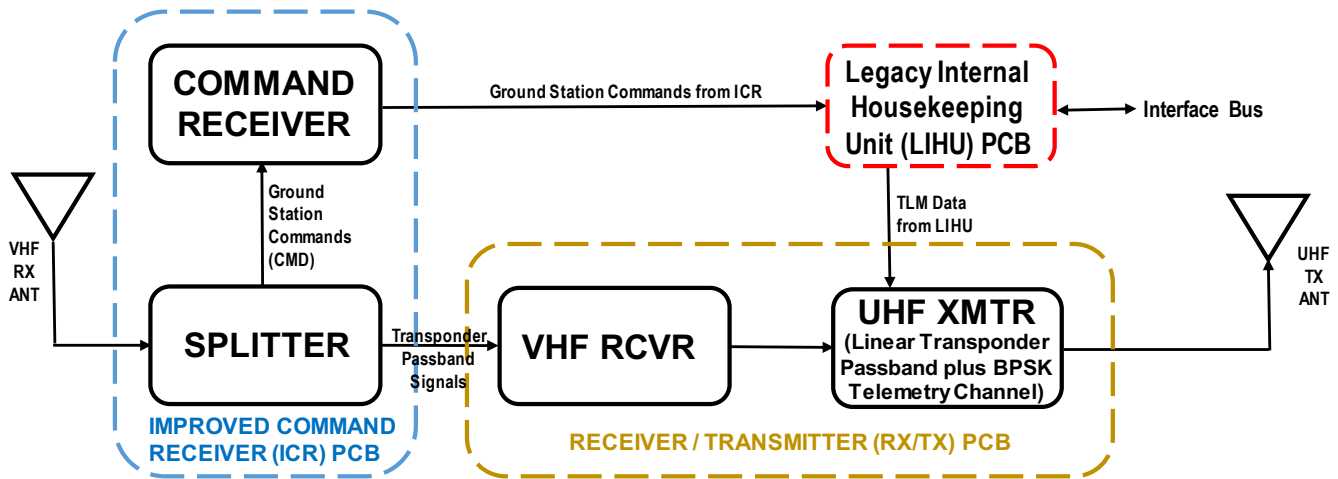 COMMAND
RECEIVER
Ground Station Commands from ICR
Legacy Internal
Housekeeping
Unit (LIHU) PCB
Interface Bus
Ground
Station
Commands
(CMD)
TLM Data
from LIHU
VHF
RX
ANT
UHF
TX
ANT
SPLITTER
Transponder
Passband
Signals
VHF RCVR
UHF XMTR
(Linear Transponder
Passband plus BPSK
Telemetry Channel)
IMPROVED COMMAND
RECEIVER (ICR) PCB
RECEIVER / TRANSMITTER (RX/TX) PCB